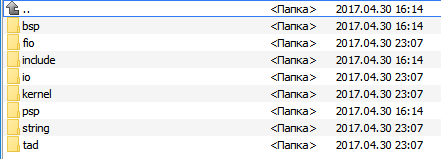 .. <Папка> 2017.04.30 16:14
bsp <Папка> 2017.04.30 16:14
fio <Папка> 2017.04.30 23:07
include <Папка> 2017.04.30 16:14
io <Папка> 2017.04.30 23:07
kernel <Папка> 2017.04.30 23:07
psp <Папка> 2017.04.30 16:14
string <Папка> 2017.04.30 23:07
tad <Папка> 2017.04.30 23:07